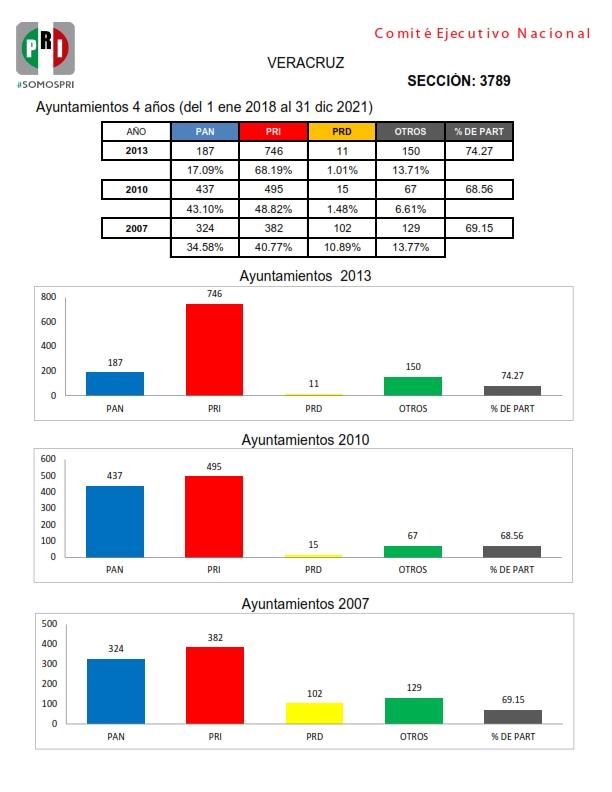 Comité Ejecutivo Nacional
PRI
#SOMOSPRI
VERACRUZ
SECCIÓN: 3789
Ayuntamientos 4 años (del 1 ene 2018 al 31 dic 2021)
AÑO PAN PRI PRD OTROS % DE PART
2013 187 746 11 150 74.27
17.09% 68.19% 1.01% 13.71%
2010 437 495 15 67 68.56
43.10% 48.82% 1.48% 6.61%
2007 324 382 102 129 69.15
34.58% 40.77% 10.89% 13.77%
Ayuntamientos 2013
800
600
400
200
0
187 746 11 150 74.27
PAN PRI PRD OTROS % DE PART
Ayuntamientos 2010
600
500
400
300
200
100
0
437 495 15 67 68.56
PAN PRI PRD OTROS % DE PART
Ayuntamientos 2007
500
400
300
200
100
0
324 382 102 129 69.15
PAN PRI PRD OTROS % DE PART